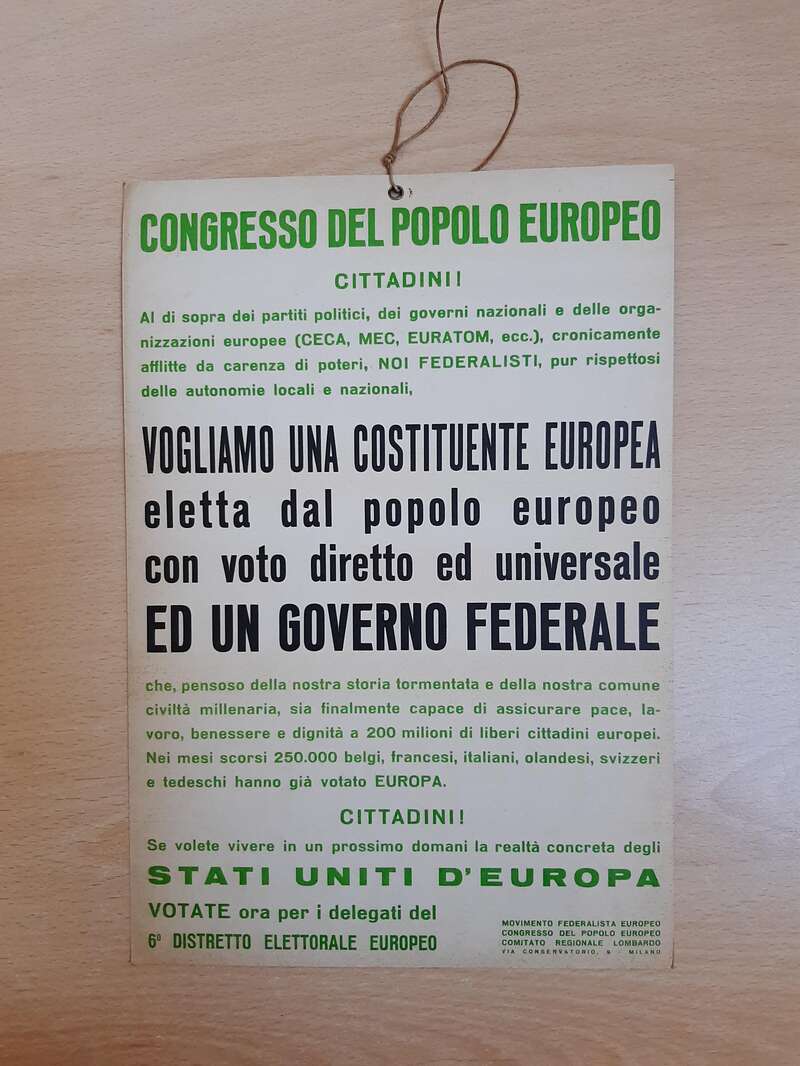 CONGRESSO DEL POPOLO EUROPEO
CITTADINI!
Al di sopra dei partiti politici, dei governi nazionali e delle orga-
nizzazioni europee (CECA, MEC, EURATOM, ecc.), cronicamente
afflitte da carenza di poteri, NOI FEDERALISTI, pur rispettosi
delle autonomie locali e nazionali,
VOGLIAMO UNA COSTITUENTE EUROPEA
eletta dal popolo europeo
con voto diretto ed universale
ED UN GOVERNO FEDERALE
che, pensoso della nostra storia tormentata e della nostra comune
civiltà millenaria, sia finalmente capace di assicurare pace, la-
voro, benessere e dignità a 200 milioni di liberi cittadini europei.
Nei mesi scorsi 250.000 belgi, francesi, italiani, olandesi, svizzeri
e tedeschi hanno già votato EUROPA.
CITTADINI!
Se volete vivere in un prossimo domani la realtà concreta degli
STATI UNITI D'EUROPA
VOTATE ora per i delegati del
6º DISTRETTO ELETTORALE EUROPEO
MOVIMENTO FEDERALISTA EUROPEO
CONGRESSO DEL POPOLO EUROPEO
COMITATO REGIONALE LOMBARDO
VIA CONSERVATORIO, 9 - MILANO